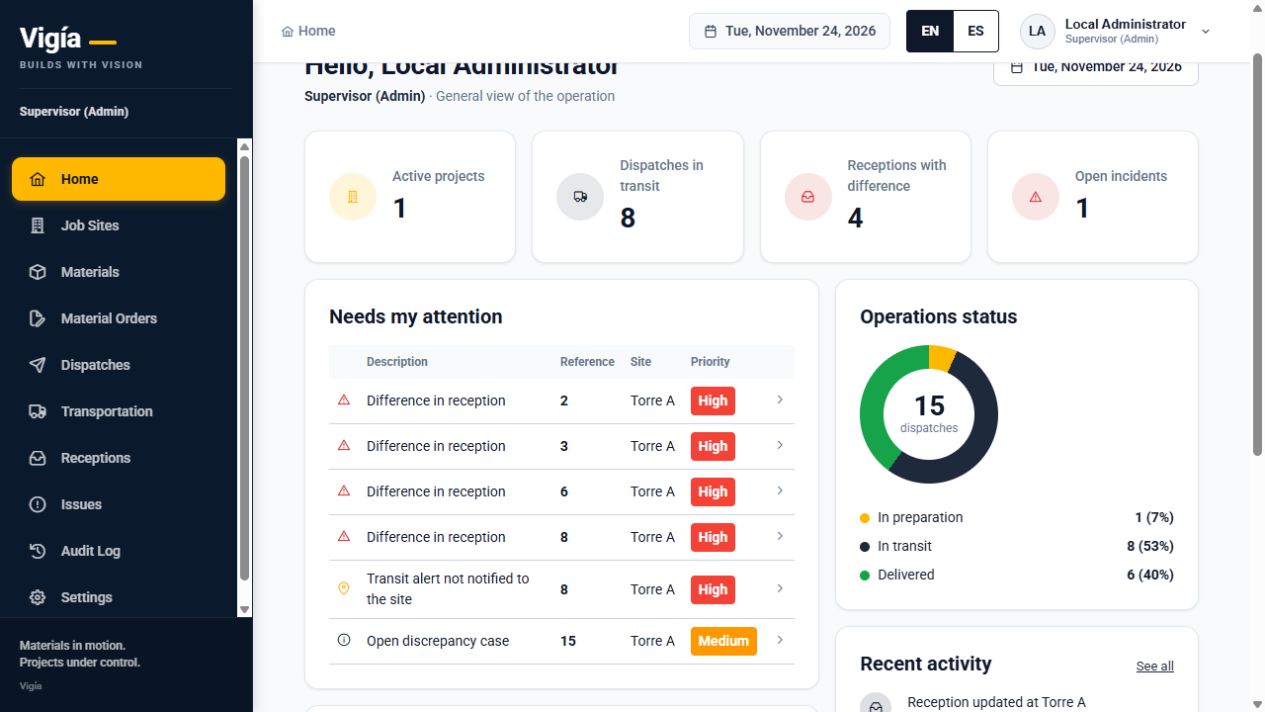 Vigía
BUILDS WITH VISION
Supervisor (Admin)
Home
Job Sites
Materials
Material Orders
Dispatches
Transportation
Receptions
Issues
Audit Log
Settings
Materials in motion.
Projects under control.
Vigía
Home
Tue, November 24, 2026
EN ES
LA
Local Administrator
Supervisor (Admin)
Hello, Local Administrator
Supervisor (Admin) · General view of the operation
Tue, November 24, 2026
Active projects
1
Dispatches in
transit
8
Receptions with
difference
4
Open incidents
1
Needs my attention
Description Reference Site Priority
Difference in reception 2 Torre A High
Difference in reception 3 Torre A High
Difference in reception 6 Torre A High
Difference in reception 8 Torre A High
Transit alert not notified to
the site 8 Torre A High
Open discrepancy case 15 Torre A Medium
Operations status
15
dispatches
In preparation 1 (7%)
In transit 8 (53%)
Delivered 6 (40%)
Recent activity See all
Reception updated at Torre A